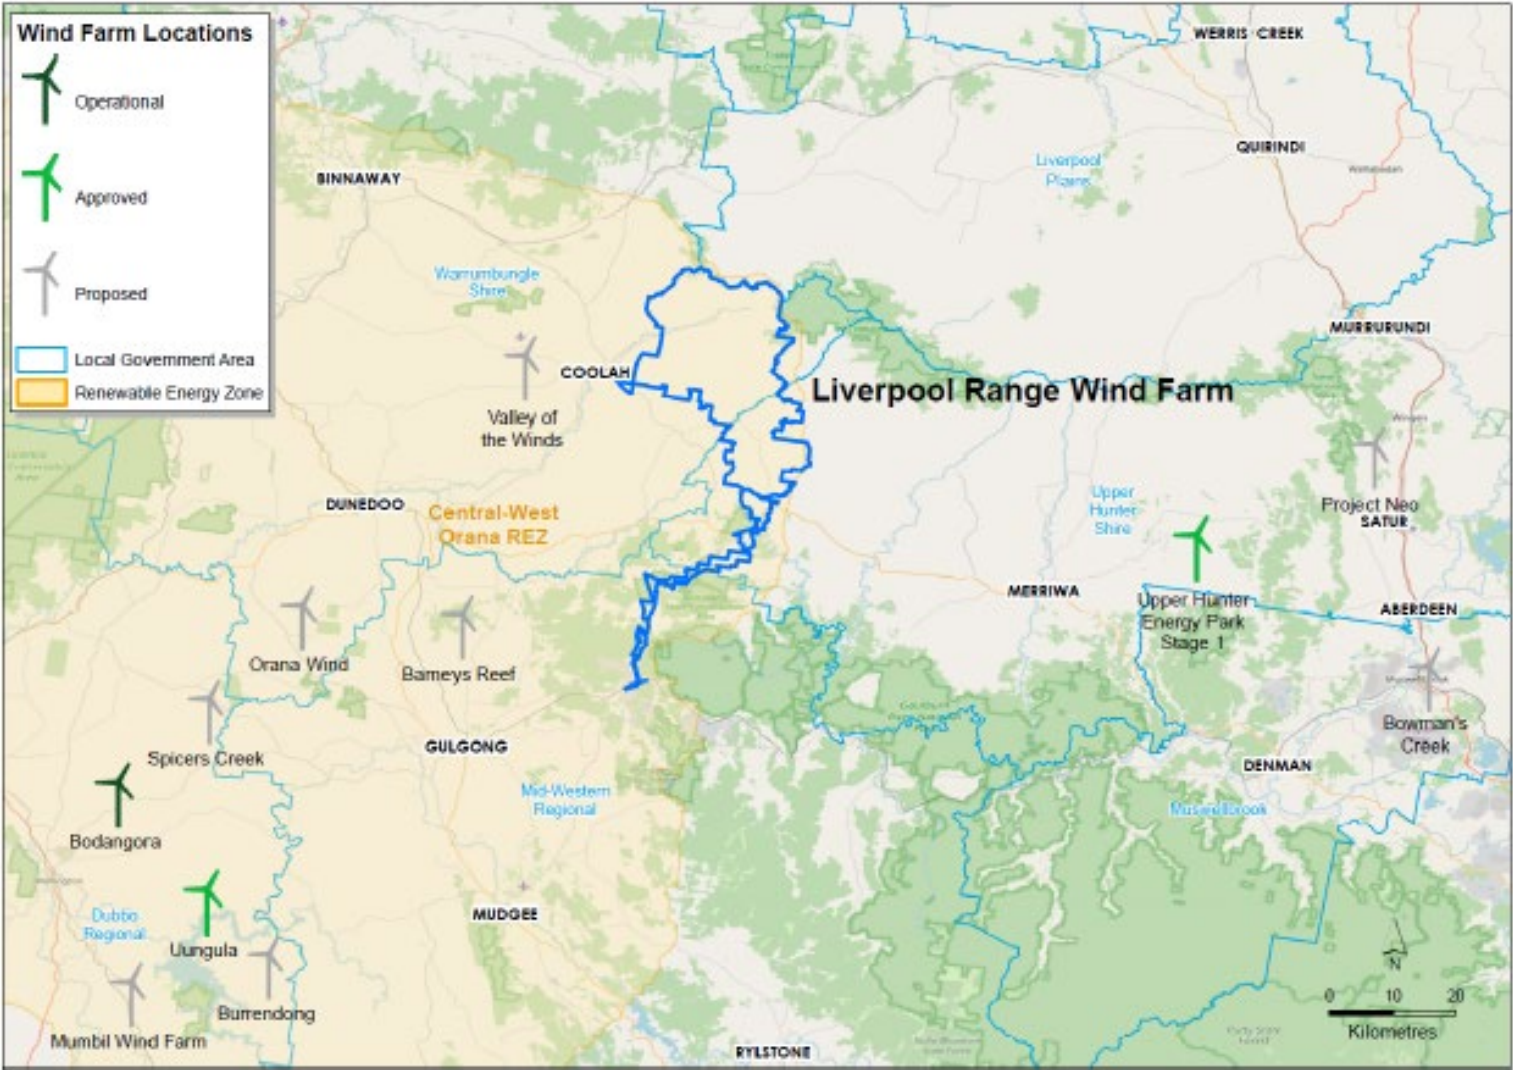 Wind Farm Locations
Operational
Approved
Proposed
Local Government Area
Renewable Energy Zone
WERRIS CREEK
QUIRINDI
Liverpool
Plains
BINNAWAY
Warrumbungle
Shire
MURRURUNDI
COOLAH
Liverpool Range Wind Farm
Valley of
the Winds
Wingen
DUNEDOO
Central-West
Orana REZ
Upper
Hunter
Shire
Project Neo
SATUR
MERRIWA
Upper Hunter
Energy Park
Stage 1
ABERDEEN
Orana Wind
Barneys Reef
Spicers Creek
GULGONG
Bowman's
Creek
DENMAN
Mid-Western
Regional
Muswellbrook
Bodangora
Dubbo
Regional
Uungula
MUDGEE
Burrendong
Mumbil Wind Farm
N
0 10 20
Kilometres
RYLSTONE